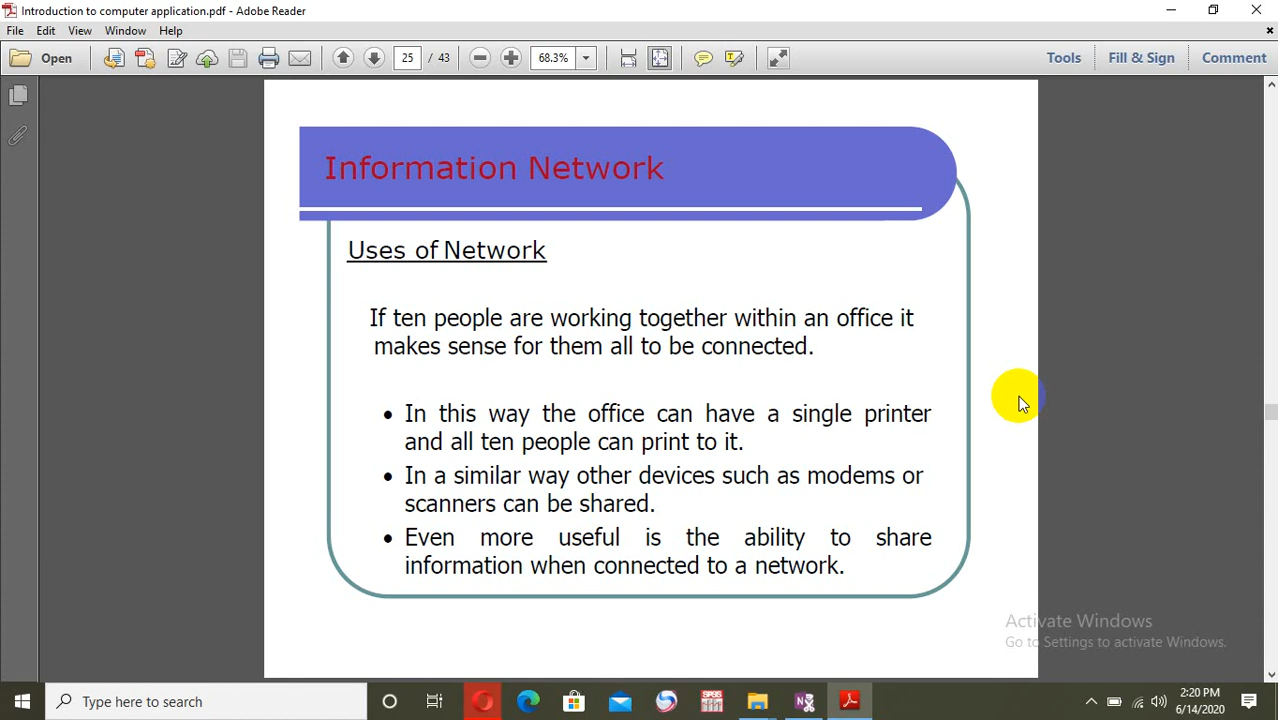 Introduction to computer application.pdf - Adobe Reader
File Edit View Window Help
Open 25 / 43 68.3% Tools Fill & Sign Comment
Information Network
Uses of Network
If ten people are working together within an office it
makes sense for them all to be connected.
• In this way the office can have a single printer
and all ten people can print to it.
• In a similar way other devices such as modems or
scanners can be shared.
• Even more useful is the ability to share
information when connected to a network.
Activate Windows
Go to Settings to activate Windows.
Type here to search
SPSS
2:20 PM
6/14/2020